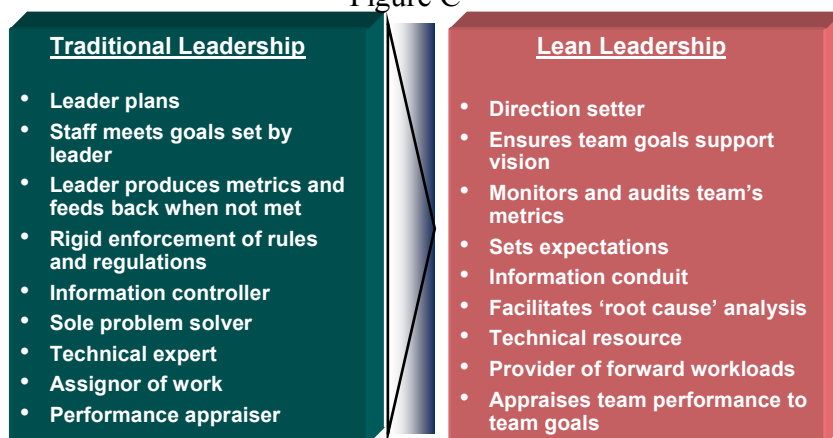 Figure C
Traditional Leadership
• Leader plans
• Staff meets goals set by
leader
• Leader produces metrics and
feeds back when not met
• Rigid enforcement of rules
and regulations
• Information controller
• Sole problem solver
• Technical expert
• Assignor of work
• Performance appraiser
Lean Leadership
• Direction setter
• Ensures team goals support
vision
• Monitors and audits team’s
metrics
• Sets expectations
• Information conduit
• Facilitates ‘root cause’ analysis
• Technical resource
• Provider of forward workloads
• Appraises team performance to
team goals